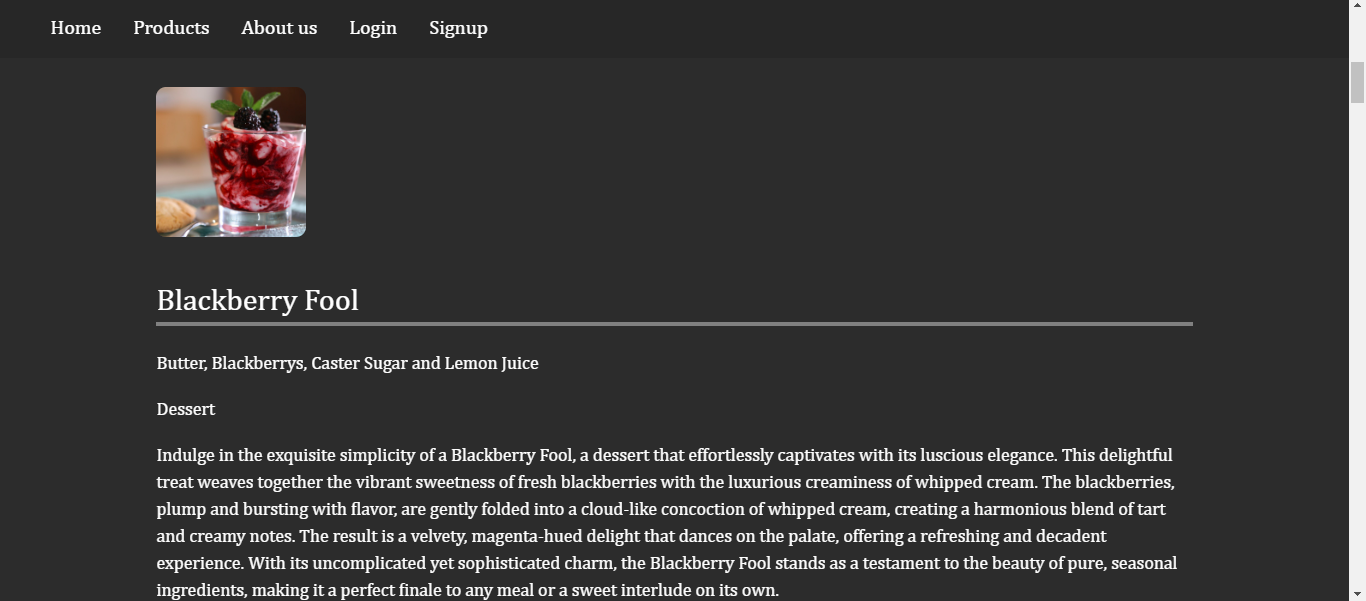 Home Products About us Login Signup
Blackberry Fool
Butter, Blackberrys, Caster Sugar and Lemon Juice
Dessert
Indulge in the exquisite simplicity of a Blackberry Fool, a dessert that effortlessly captivates with its luscious elegance. This delightful
treat weaves together the vibrant sweetness of fresh blackberries with the luxurious creaminess of whipped cream. The blackberries,
plump and bursting with flavor, are gently folded into a cloud-like concoction of whipped cream, creating a harmonious blend of tart
and creamy notes. The result is a velvety, magenta-hued delight that dances on the palate, offering a refreshing and decadent
experience. With its uncomplicated yet sophisticated charm, the Blackberry Fool stands as a testament to the beauty of pure, seasonal
ingredients, making it a perfect finale to any meal or a sweet interlude on its own.